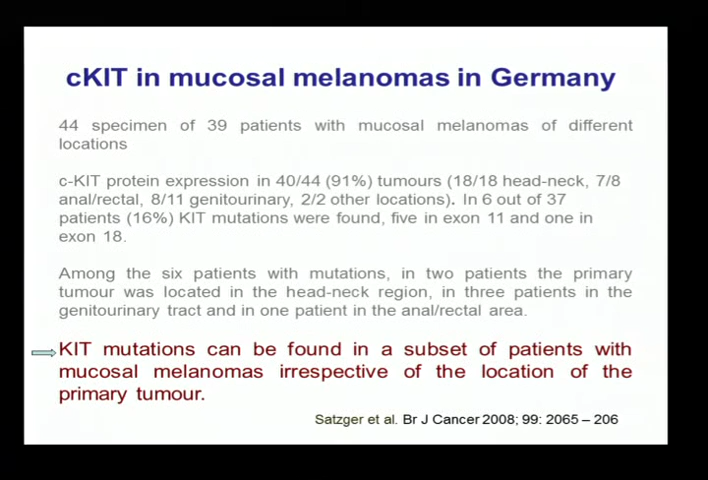 cKIT in mucosal melanomas in Germany
44 specimen of 39 patients with mucosal melanomas of different
locations
c-KIT protein expression in 40/44 (91%) tumours (18/18 head-neck, 7/8
anal/rectal, 8/11 genitourinary, 2/2 other locations). In 6 out of 37
patients (16%) KIT mutations were found, five in exon 11 and one in
exon 18.
Among the six patients with mutations, in two patients the primary
tumour was located in the head-neck region, in three patients in the
genitourinary tract and in one patient in the anal/rectal area.
KIT mutations can be found in a subset of patients with
mucosal melanomas irrespective of the location of the
primary tumour.
Satzger et al. Br J Cancer 2008; 99: 2065 – 206